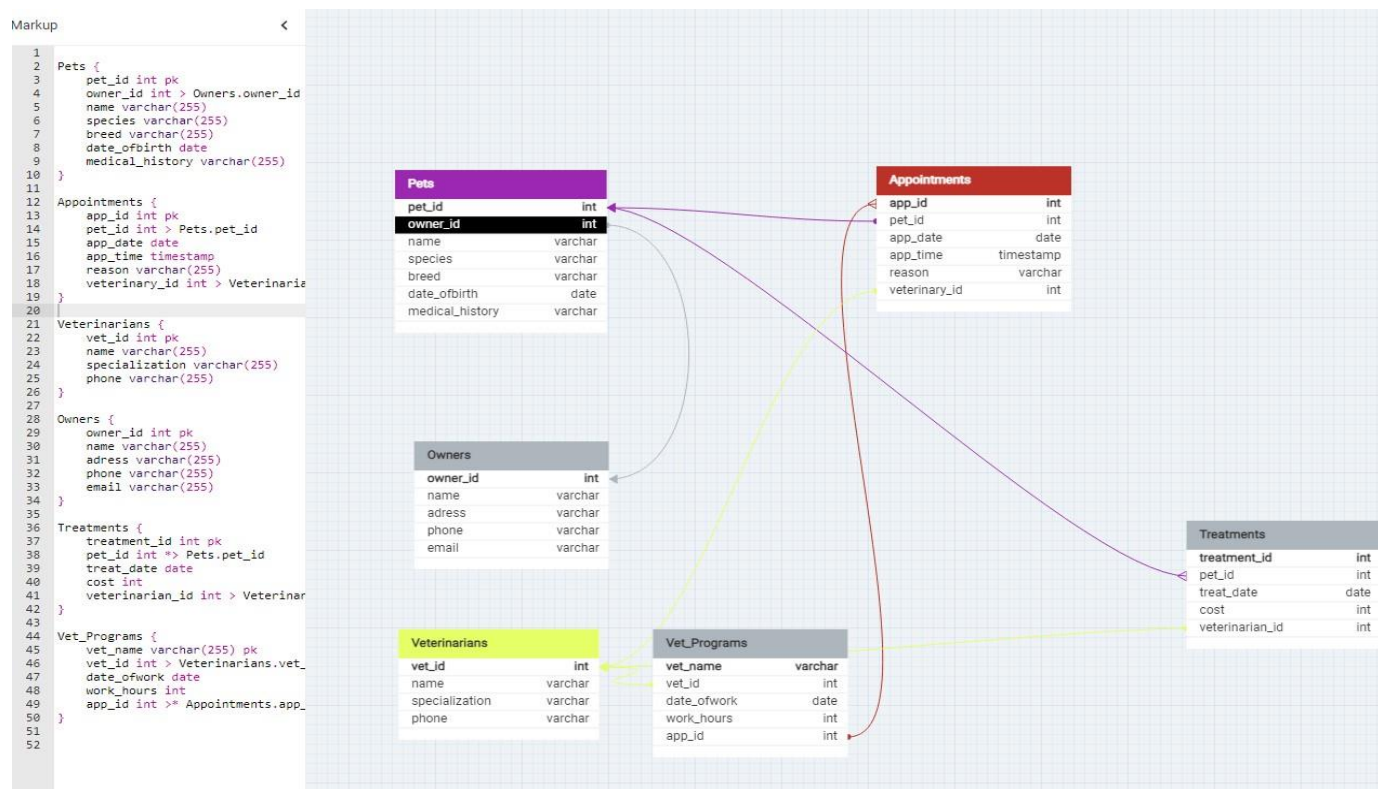 Markup <
1
2 Pets {
3 pet_id int pk
4 owner_id int > Owners.owner_id
5 name varchar(255)
6 species varchar(255)
7 breed varchar(255)
8 date_ofbirth date
9 medical_history varchar(255)
10 }
11
12 Appointments {
13 app_id int pk
14 pet_id int > Pets.pet_id
15 app_date date
16 app_time timestamp
17 reason varchar(255)
18 veterinary_id int > Veterinaria
19 }
20
21 Veterinarians {
22 vet_id int pk
23 name varchar(255)
24 specialization varchar(255)
25 phone varchar(255)
26 }
27
28 Owners {
29 owner_id int pk
30 name varchar(255)
31 adress varchar(255)
32 phone varchar(255)
33 email varchar(255)
34 }
35
36 Treatments {
37 treatment_id int pk
38 pet_id int *> Pets.pet_id
39 treat_date date
40 cost int
41 veterinarian_id int > Veterinar
42 }
43
44 Vet_Programs {
45 vet_name varchar(255) pk
46 vet_id int > Veterinarians.vet_
47 date_ofwork date
48 work_hours int
49 app_id int >* Appointments.app_
50 }
51
52
Pets
pet_id int
owner_id int
name varchar
species varchar
breed varchar
date_ofbirth date
medical_history varchar
Appointments
app_id int
pet_id int
app_date date
app_time timestamp
reason varchar
veterinary_id int
Owners
owner_id int
name varchar
adress varchar
phone varchar
email varchar
Treatments
treatment_id int
pet_id int
treat_date date
cost int
veterinarian_id int
Veterinarians
vet_id int
name varchar
specialization varchar
phone varchar
Vet_Programs
vet_name varchar
vet_id int
date_ofwork date
work_hours int
app_id int